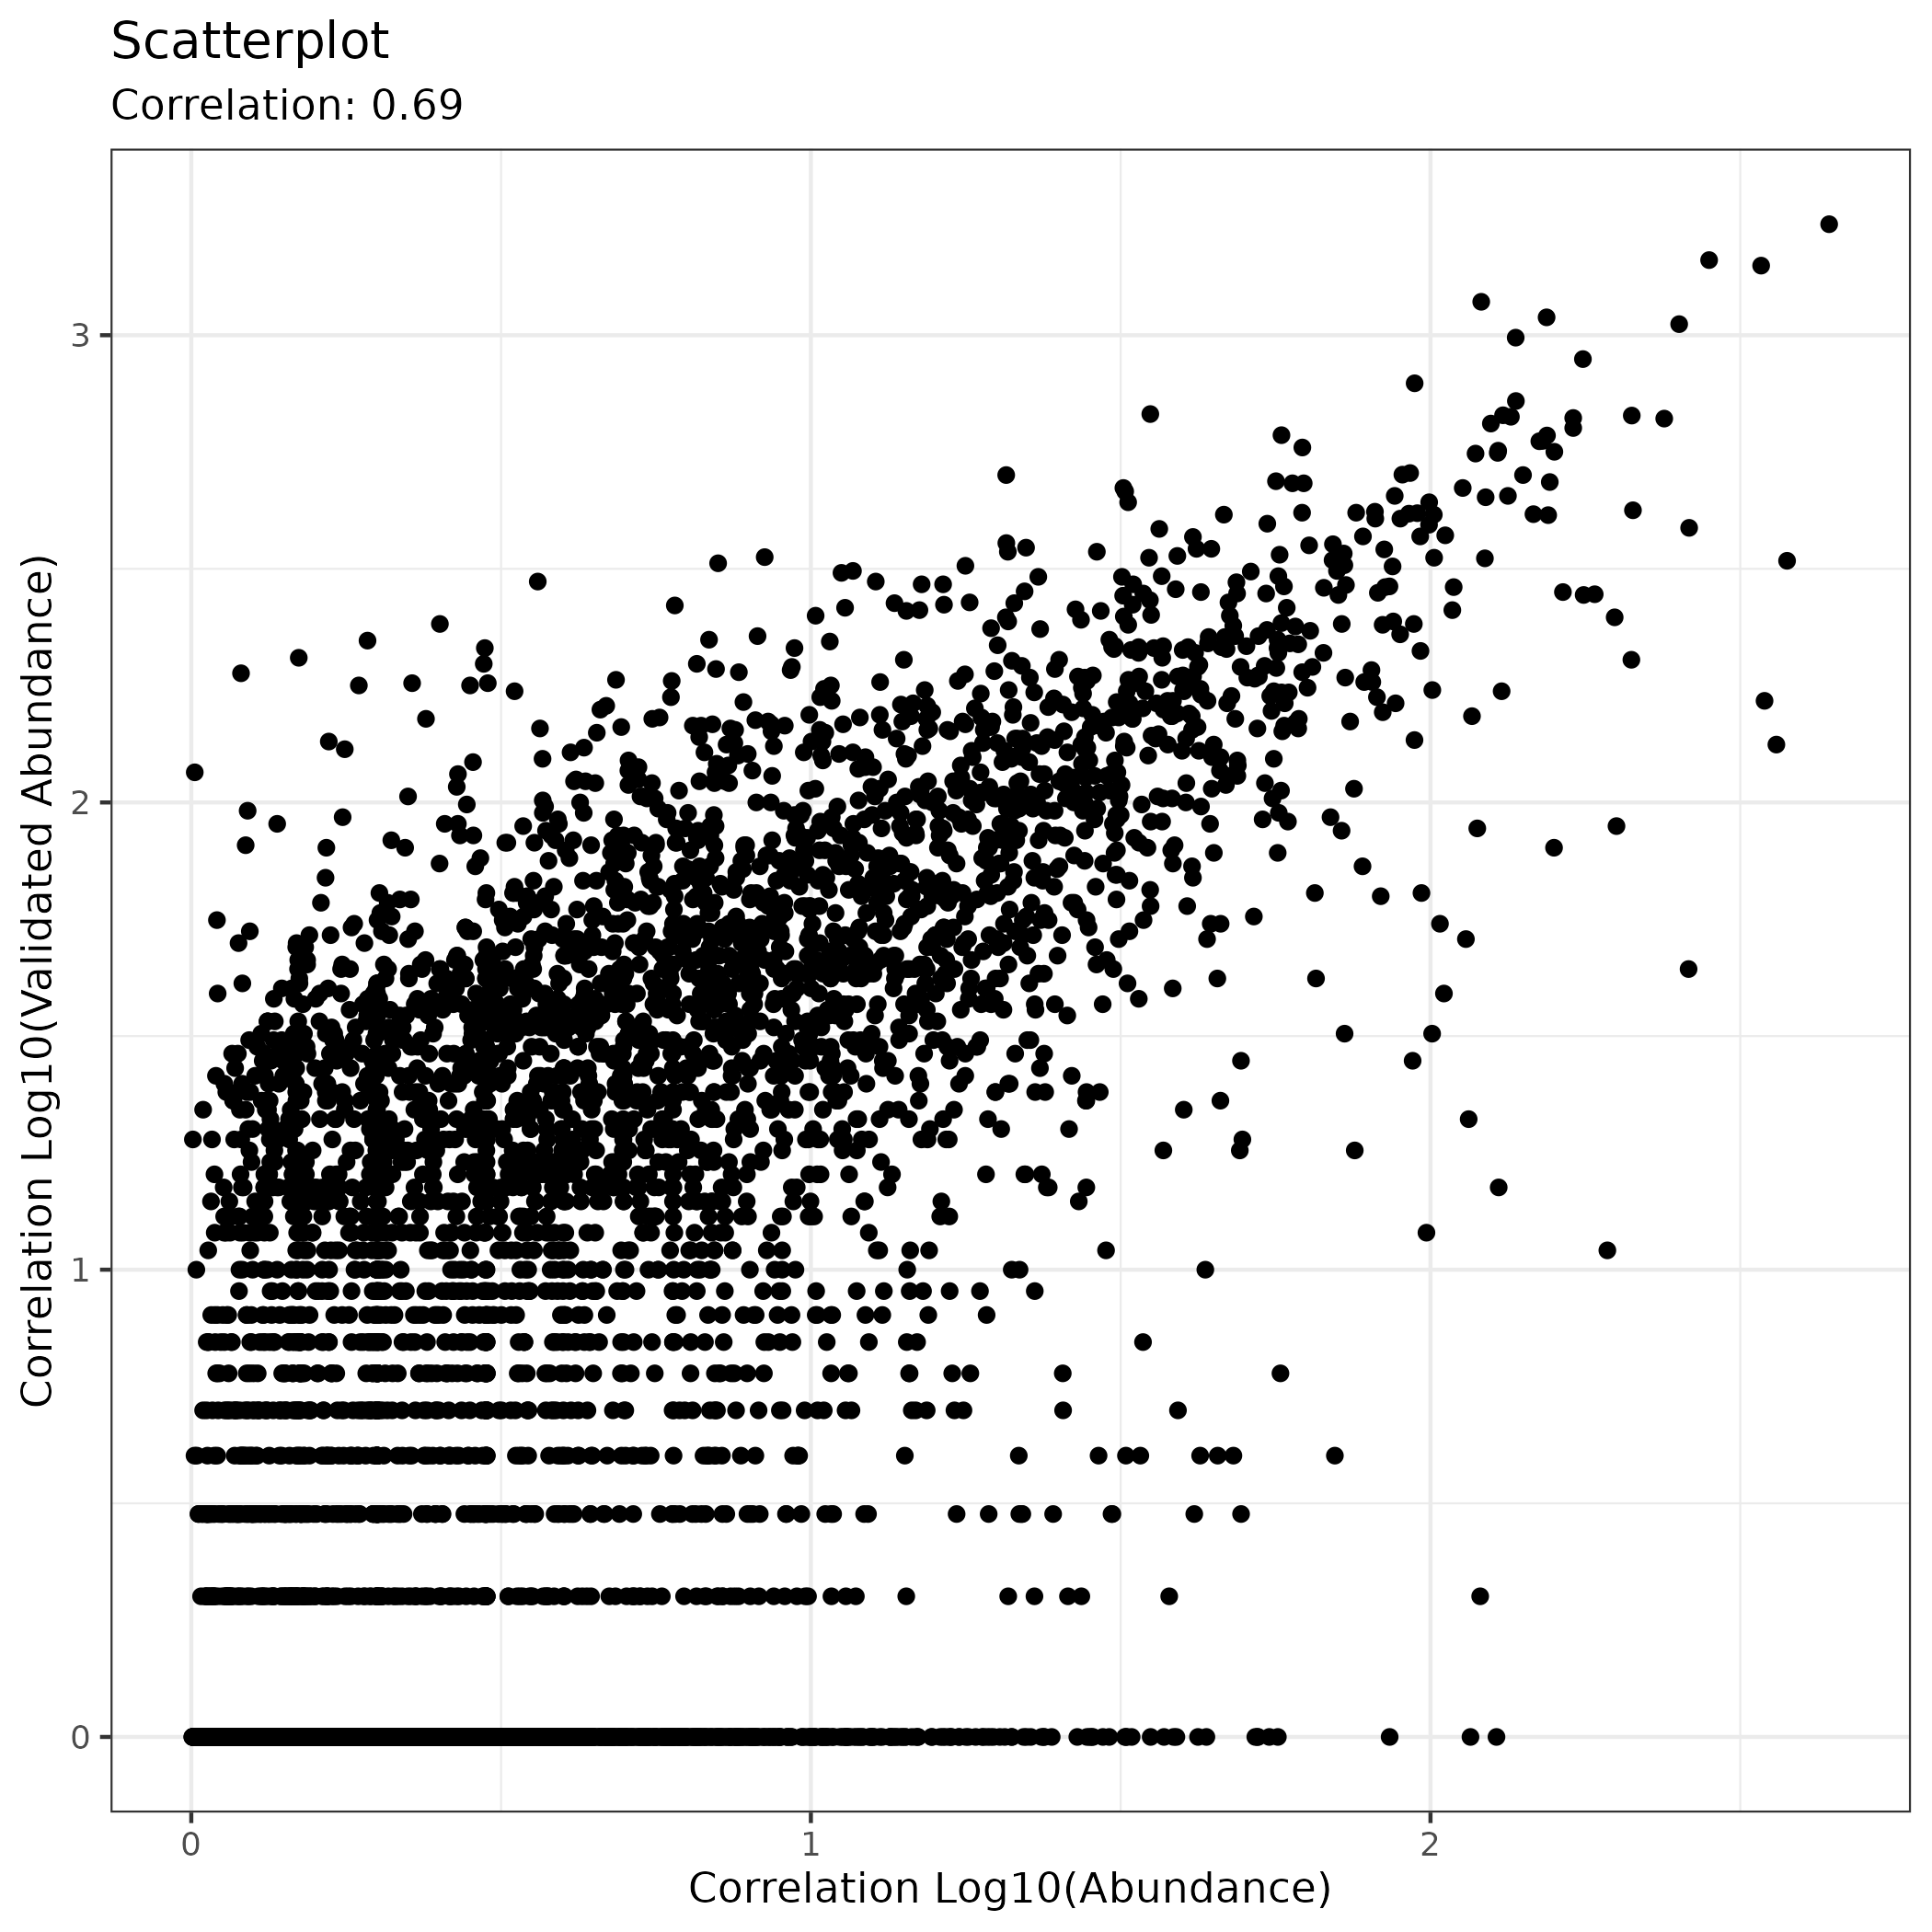 Scatterplot
Correlation: 0.69
Correlation Log10(Validated Abundance)
3
2
1
0
0 1 2
Correlation Log10(Abundance)